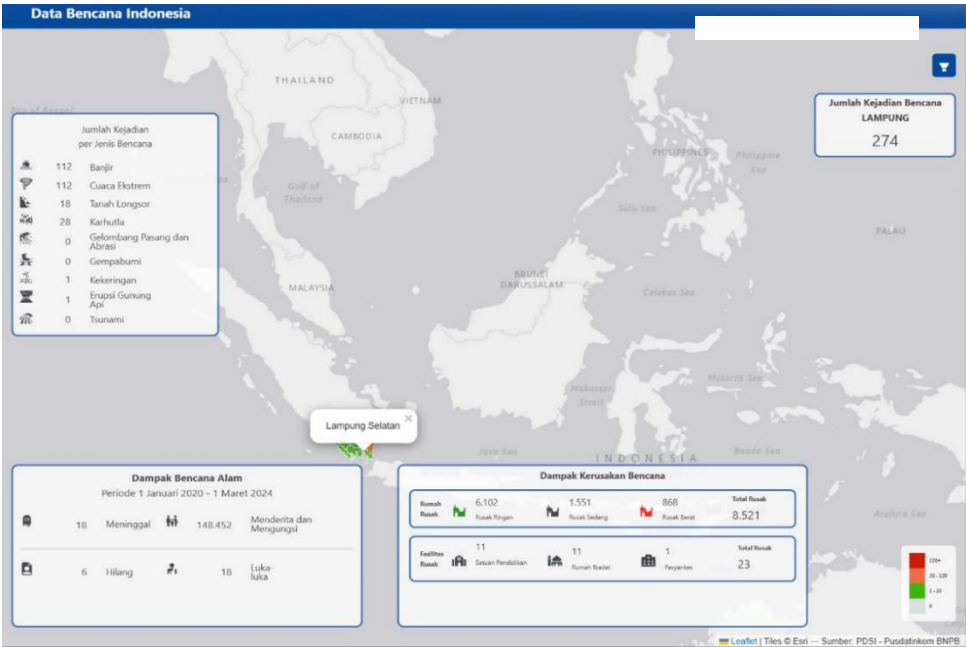 Data Bencana Indonesia
THAILAND
VIETNAM
CAMBODIA
Gulf of
Thailand
PHILIPPINES
Philippine
Sea
Sulu Sea
PALAU
MALAYSIA
BRUNEI
DARUSSALAM
Celebes Sea
Molucca Sea
Makassar
Strait
Java Sea
Banda Sea
INDONESIA
Arafura Sea
Jumlah Kejadian
per Jenis Bencana
112 Banjir
112 Cuaca Ekstrem
18 Tanah Longsor
28 Karhutla
0 Gelombang Pasang dan
Abrasi
0 Gempabumi
1 Kekeringan
1 Erupsi Gunung
Api
0 Tsunami
Jumlah Kejadian Bencana
LAMPUNG
274
Lampung Selatan ×
Dampak Bencana Alam
Periode 1 Januari 2020 - 1 Maret 2024
18 Meninggal 148.452 Menderita dan
Mengungsi
6 Hilang 18 Luka-
luka
Dampak Kerusakan Bencana
Rumah
Rusak
6.102
Rusak Ringan
1.551
Rusak Sedang
868
Rusak Berat
Total Rusak
8.521
Fasilitas
Rusak
11
Satuan Pendidikan
11
Rumah Ibadat
1
Fasyankes
Total Rusak
23
120+
20 - 120
0
Leaflet | Tiles © Esri — Sumber: PDSI - Pusdatinkom BNPB